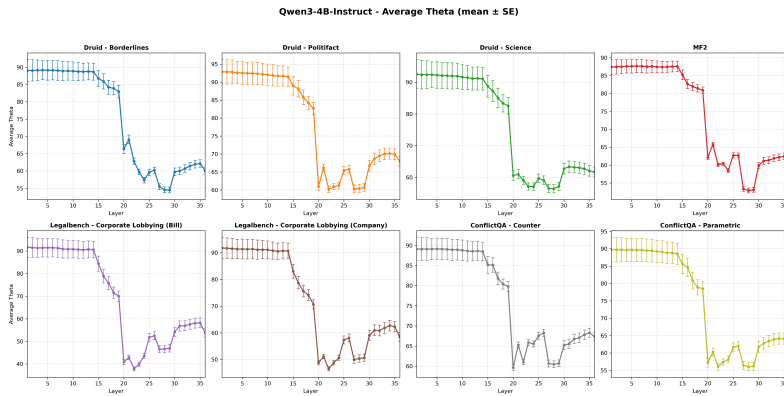 Qwen3-4B-Instruct - Average Theta (mean ± SE)
Druid - Borderlines
Druid - Politifact
Druid - Science
MF2
Average Theta
90
85
80
75
70
65
60
55
95
90
85
80
75
70
65
60
90
80
70
60
90
85
80
75
70
65
60
55
5 10 15 20 25 30 35
5 10 15 20 25 30 35
5 10 15 20 25 30 35
5 10 15 20 25 30 35
Layer
Layer
Layer
Layer
Legalbench - Corporate Lobbying (Bill)
Legalbench - Corporate Lobbying (Company)
ConflictQA - Counter
ConflictQA - Parametric
Average Theta
90
80
70
60
50
40
90
80
70
60
50
90
85
80
75
70
65
60
95
90
85
80
75
70
65
60
55
5 10 15 20 25 30 35
5 10 15 20 25 30 35
5 10 15 20 25 30 35
5 10 15 20 25 30 35
Layer
Layer
Layer
Layer